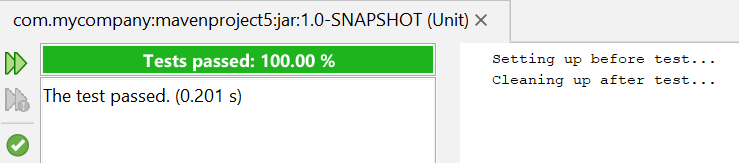 com.mycompany:mavenproject5:jar:1.0-SNAPSHOT (Unit)
Tests passed: 100.00 %
The test passed. (0.201 s)
Setting up before test...
Cleaning up after test...